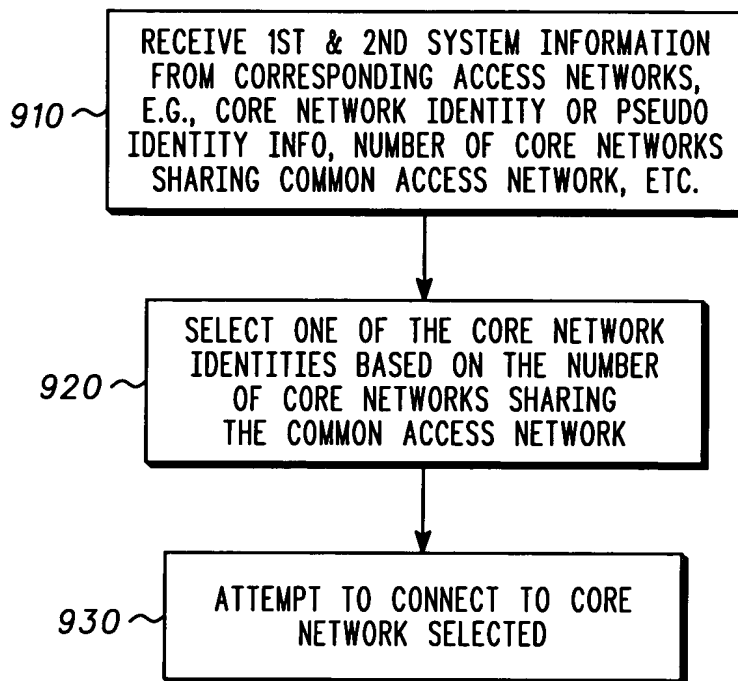 RECEIVE 1ST & 2ND SYSTEM INFORMATION
FROM CORRESPONDING ACCESS NETWORKS,
910
E.G., CORE NETWORK IDENTITY OR PSEUDO
IDENTITY INFO, NUMBER OF CORE NETWORKS
SHARING COMMON ACCESS NETWORK, ETC.
SELECT ONE OF THE CORE NETWORK
IDENTITIES BASED ON THE NUMBER
920
OF CORE NETWORKS SHARING
THE COMMON ACCESS NETWORK
ATTEMPT TO CONNECT TO CORE
930
NETWORK SELECTED